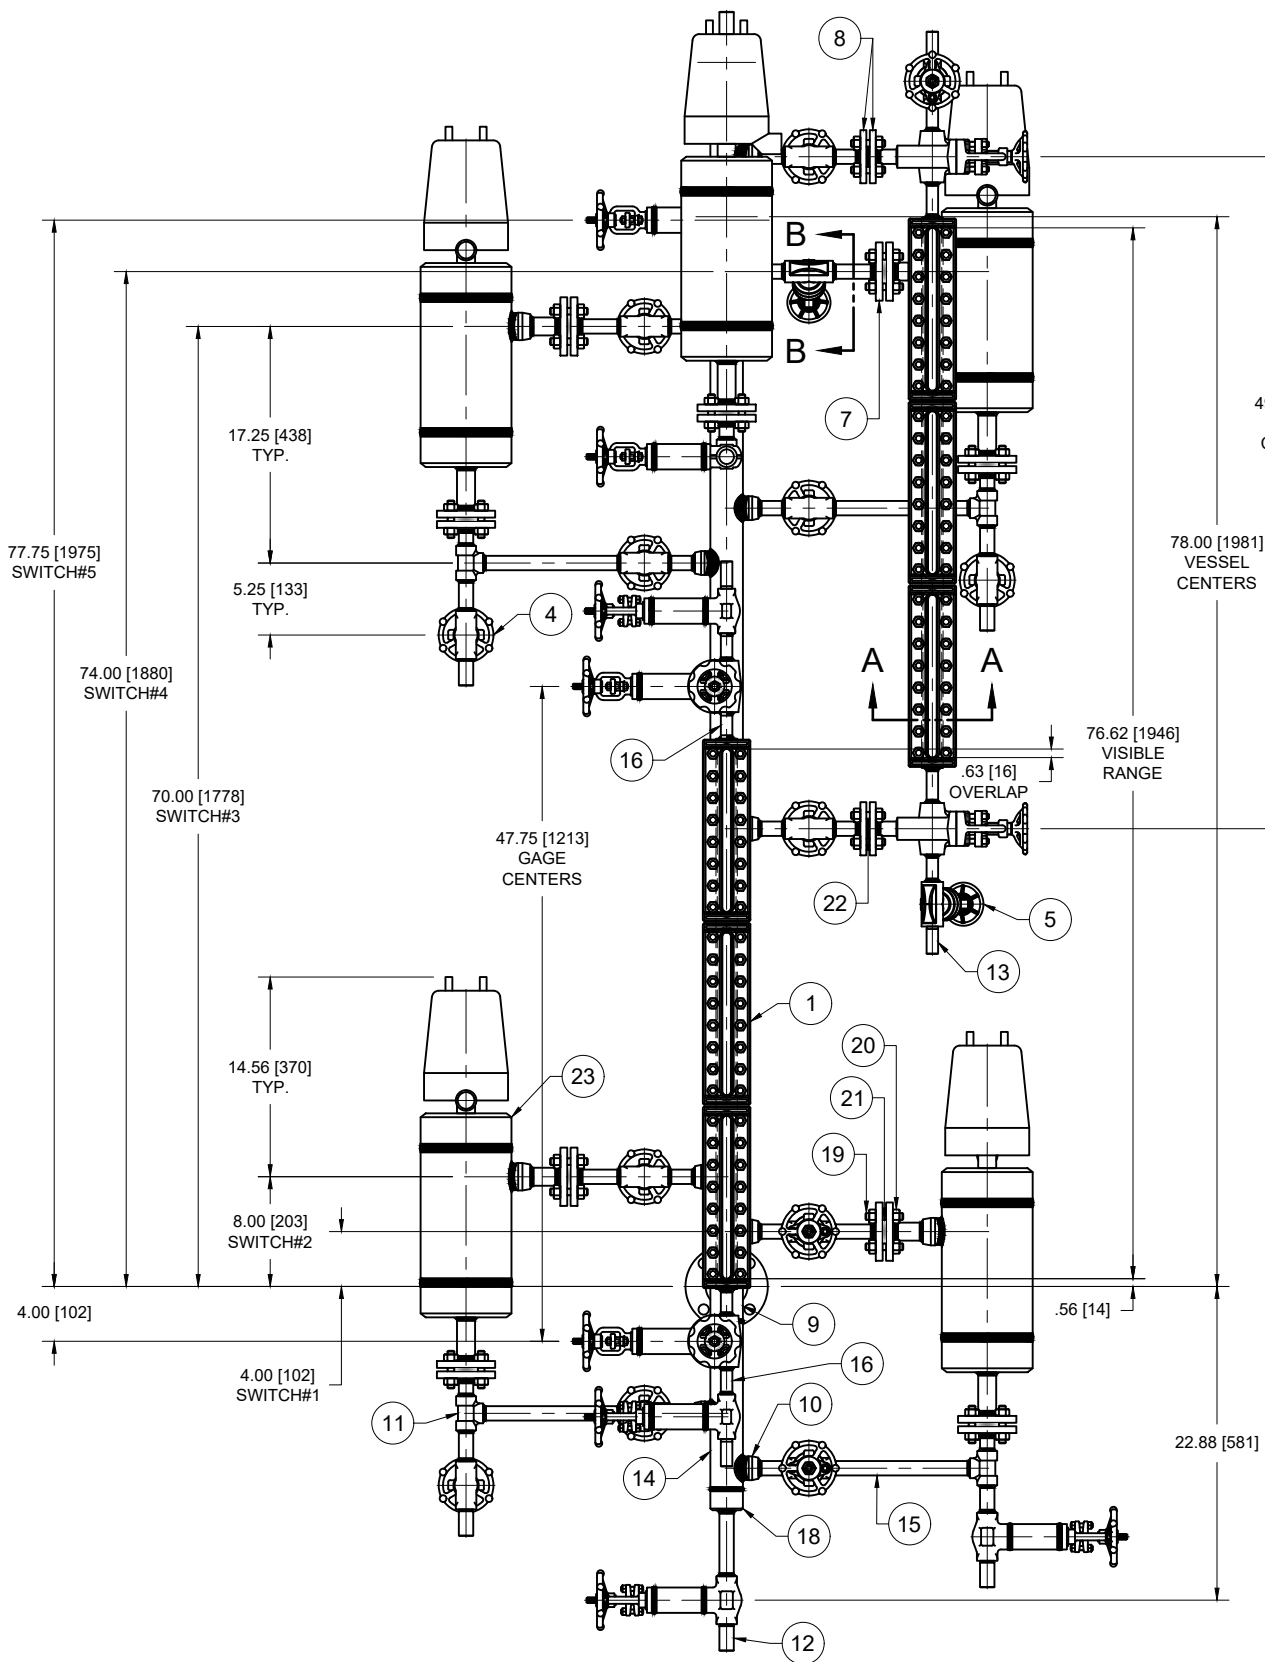 8
B
B
7
17.25 [438]
TYP.
77.75 [1975]
SWITCH#5
5.25 [133]
TYP.
4
74.00 [1880]
SWITCH#4
78.00 [1981]
VESSEL
CENTERS
A
A
16
76.62 [1946]
VISIBLE
RANGE
.63 [16]
OVERLAP
70.00 [1778]
SWITCH#3
47.75 [1213]
GAGE
CENTERS
22
5
13
1
14.56 [370]
TYP.
23
20
21
19
8.00 [203]
SWITCH#2
4.00 [102]
.56 [14]
9
4.00 [102]
SWITCH#1
16
10
11
22.88 [581]
14
18
15
12